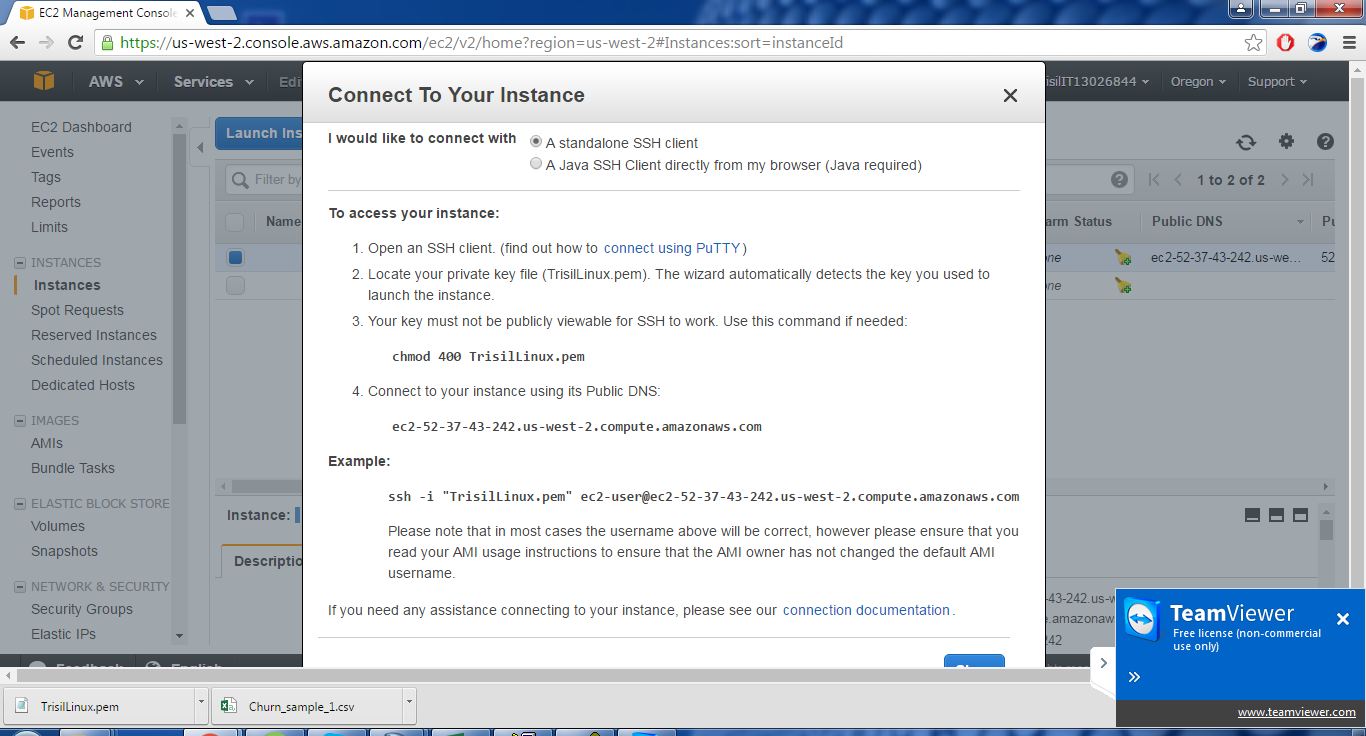 EC2 Management Console
https://us-west-2.console.aws.amazon.com/ec2/v2/home?region=us-west-2#Instances:sort=instanceId
AWS Services Edi
isilIT13026844 Oregon Support
Connect To Your Instance
I would like to connect with
A standalone SSH client
A Java SSH Client directly from my browser (Java required)
To access your instance:
1. Open an SSH client. (find out how to connect using PuTTY)
2. Locate your private key file (TrisilLinux.pem). The wizard automatically detects the key you used to
launch the instance.
3. Your key must not be publicly viewable for SSH to work. Use this command if needed:
chmod 400 TrisilLinux.pem
4. Connect to your instance using its Public DNS:
ec2-52-37-43-242.us-west-2.compute.amazonaws.com
Example:
ssh -i "TrisilLinux.pem" ec2-user@ec2-52-37-43-242.us-west-2.compute.amazonaws.com
Please note that in most cases the username above will be correct, however please ensure that you
read your AMI usage instructions to ensure that the AMI owner has not changed the default AMI
username.
If you need any assistance connecting to your instance, please see our connection documentation.
EC2 Dashboard
Events
Tags
Reports
Limits
INSTANCES
Instances
Spot Requests
Reserved Instances
Scheduled Instances
Dedicated Hosts
IMAGES
AMIs
Bundle Tasks
ELASTIC BLOCK STORE
Volumes
Snapshots
NETWORK & SECURITY
Security Groups
Elastic IPs
Launch Ins
Filter by
Name
1 to 2 of 2
arm Status Public DNS Pu
one ec2-52-37-43-242.us-we... 52
one
Instance:
Descriptio
-43-242.us-w
e.amazonaw
242
Feedback English
TeamViewer
Free license (non-commercial
use only)
www.teamviewer.com
TrisilLinux.pem
Churn_sample_1.csv